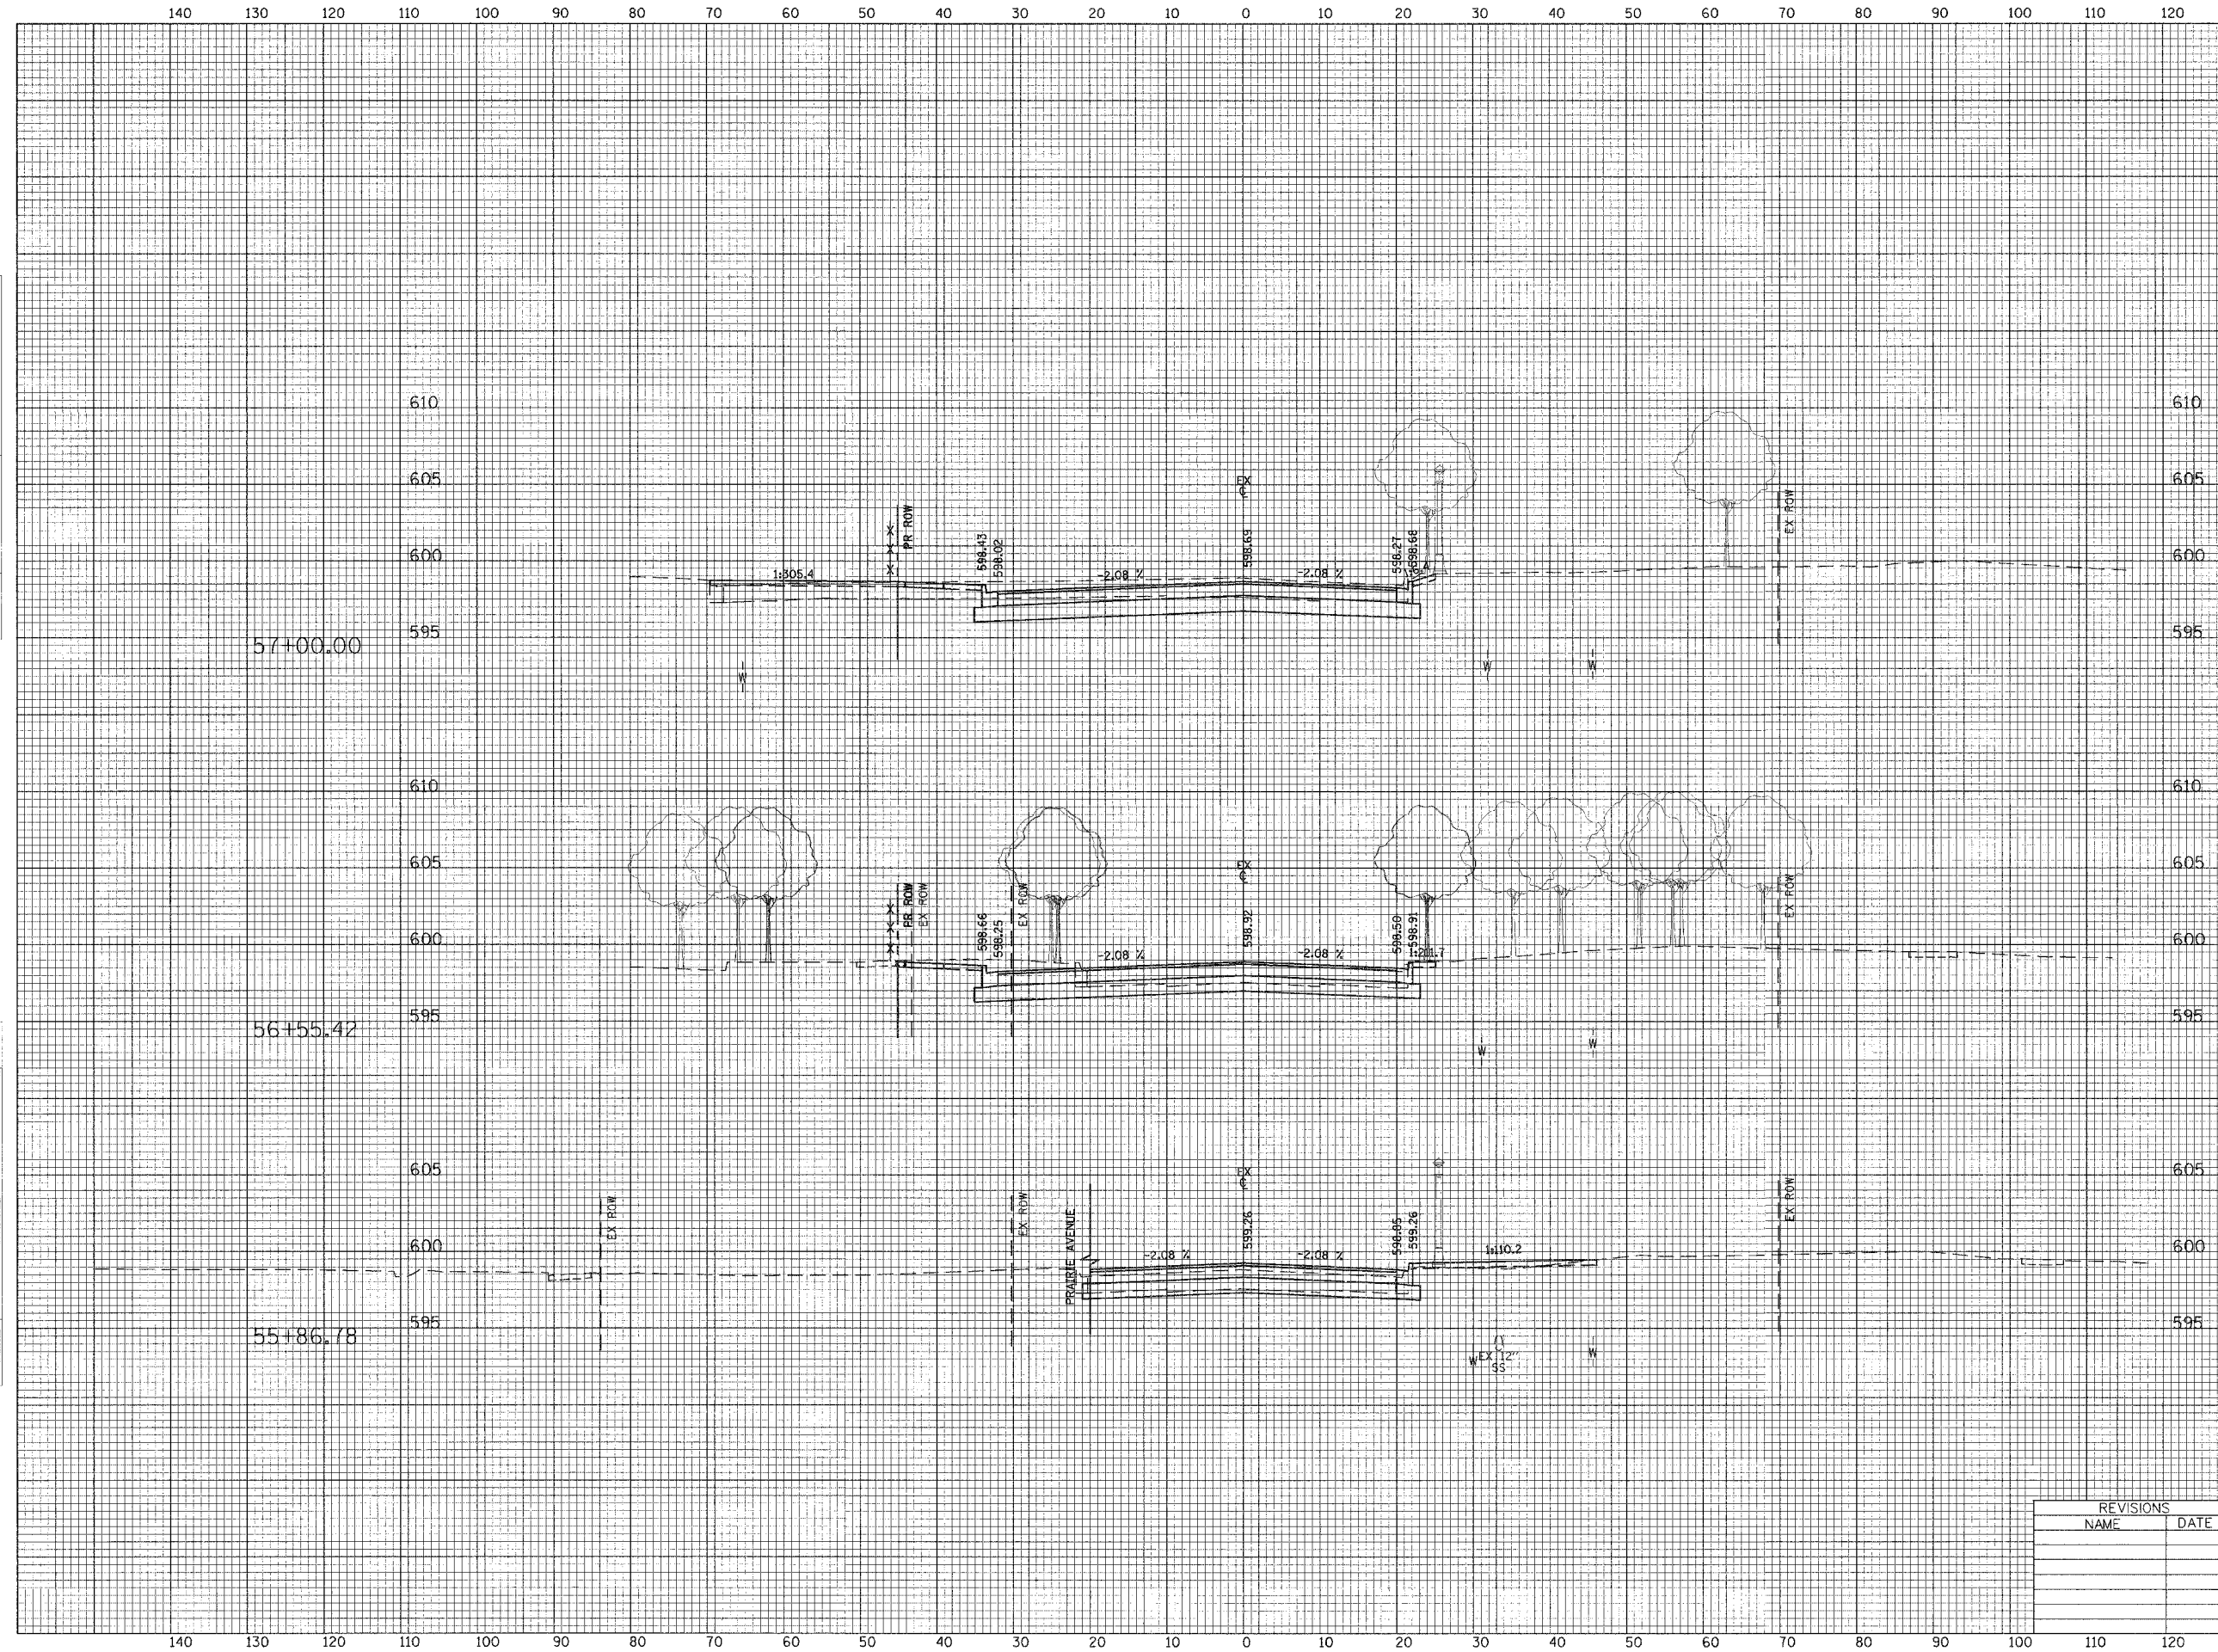 140 130 120 110 100 90 80 70 60 50 40 30 20 10 0 10 20 30 40 50 60 70 80 90 100 110 120
610 610
605 EX ℄ 605
EX ROW
PR ROW
600 598.43 598.02 598.69 598.27 598.68 600
1:305.4 -2.08 % -2.08 %
X
X
X
57+00.00 595 595
W W W
610 610
605 EX ℄ 605
PR ROW EX ROW EX ROW EX ROW
600 598.66 598.25 598.92 598.50 598.91 600
X
X
X
-2.08 % -2.08 % 1:211.7
56+55.42 595 595
W W
605 EX ℄ 605
EX ROW EX ROW PRAIRIE AVENUE EX ROW
600 599.26 599.26 600
-2.08 % -2.08 % 1:110.2
55+86.78 595 595
W EX 12" W
SS
REVISIONS
NAME DATE
140 130 120 110 100 90 80 70 60 50 40 30 20 10 0 10 20 30 40 50 60 70 80 90 100 110 120